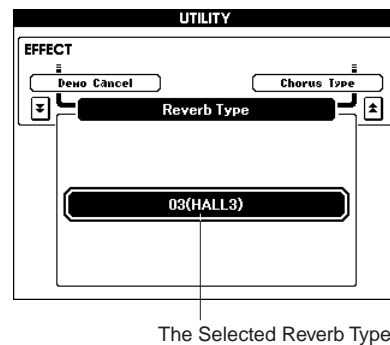 UTILITY
EFFECT
Demo Cancel
Chorus Type
Reverb Type
03(HALL3)
The Selected Reverb Type